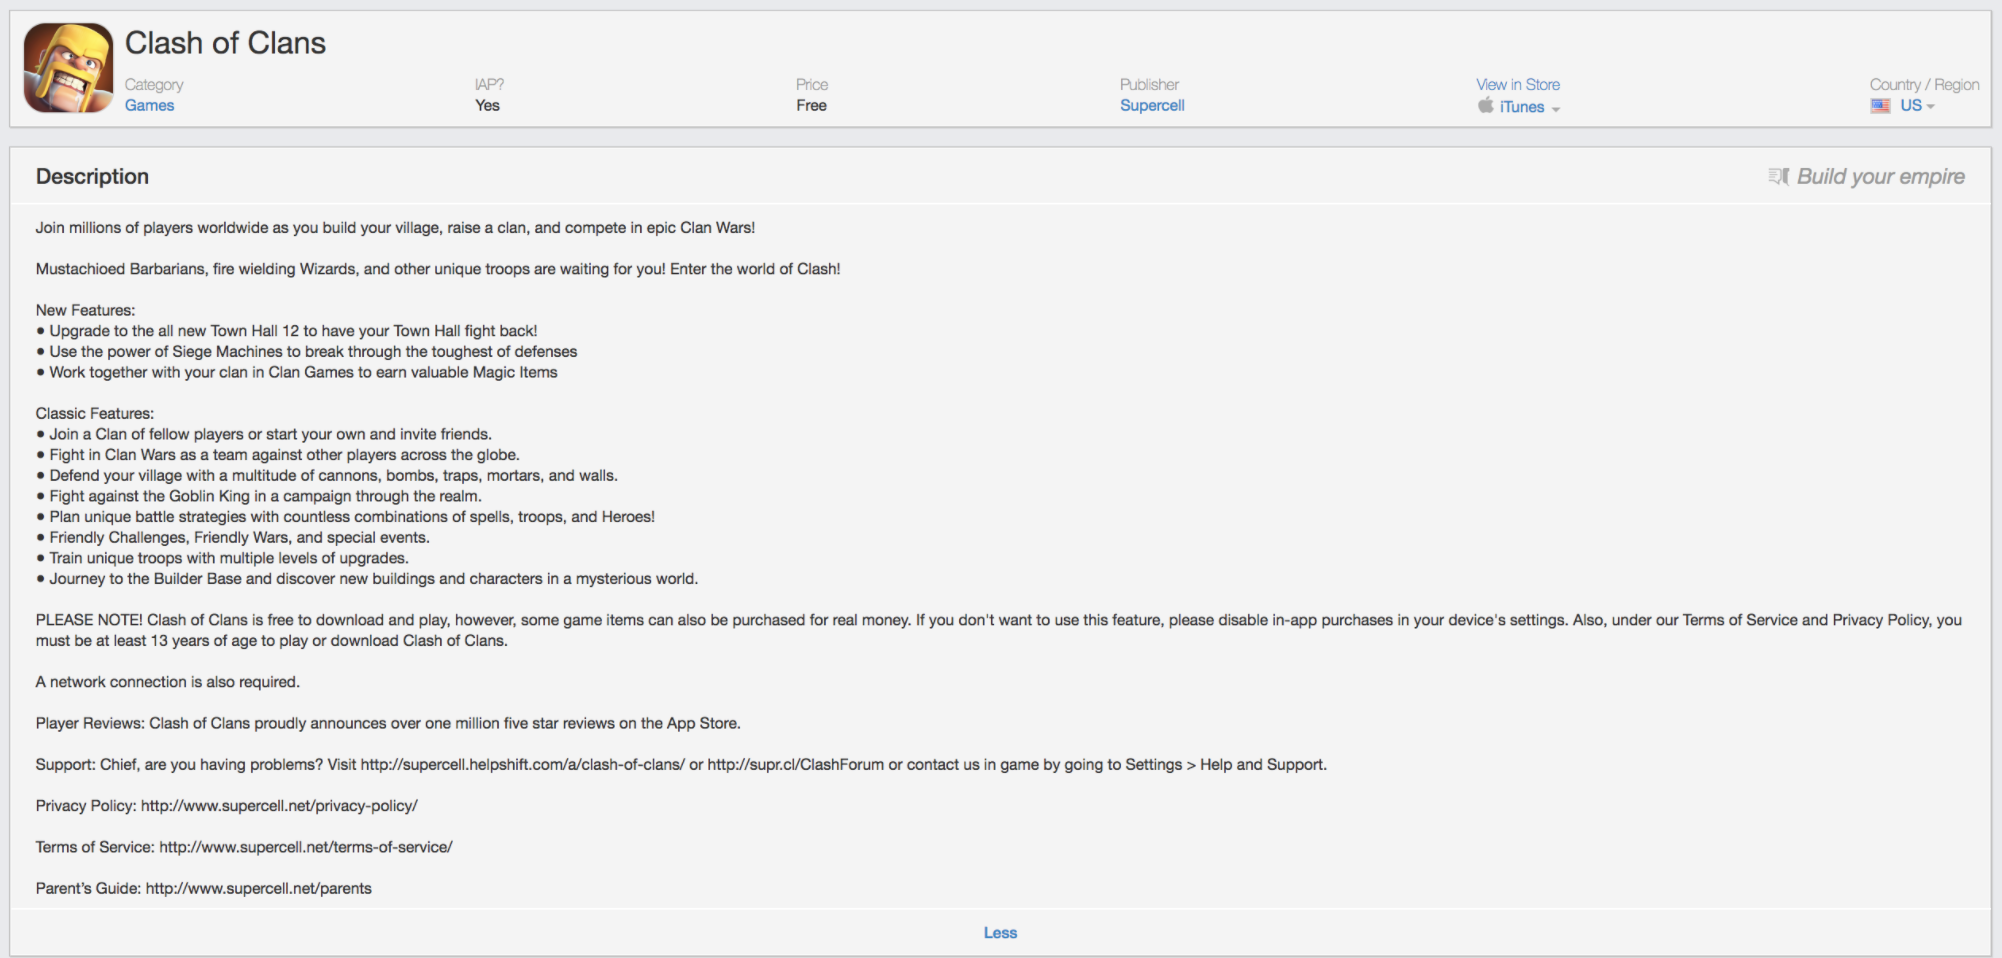 Clash of Clans
Category
Games
IAP?
Yes
Price
Free
Publisher
Supercell
View in Store
iTunes
Country / Region
US
Description
Build your empire
Join millions of players worldwide as you build your village, raise a clan, and compete in epic Clan Wars!
Mustachioed Barbarians, fire wielding Wizards, and other unique troops are waiting for you! Enter the world of Clash!
New Features:
● Upgrade to the all new Town Hall 12 to have your Town Hall fight back!
● Use the power of Siege Machines to break through the toughest of defenses
● Work together with your clan in Clan Games to earn valuable Magic Items
Classic Features:
● Join a Clan of fellow players or start your own and invite friends.
● Fight in Clan Wars as a team against other players across the globe.
● Defend your village with a multitude of cannons, bombs, traps, mortars, and walls.
● Fight against the Goblin King in a campaign through the realm.
● Plan unique battle strategies with countless combinations of spells, troops, and Heroes!
● Friendly Challenges, Friendly Wars, and special events.
● Train unique troops with multiple levels of upgrades.
● Journey to the Builder Base and discover new buildings and characters in a mysterious world.
PLEASE NOTE! Clash of Clans is free to download and play, however, some game items can also be purchased for real money. If you don't want to use this feature, please disable in-app purchases in your device's settings. Also, under our Terms of Service and Privacy Policy, you
must be at least 13 years of age to play or download Clash of Clans.
A network connection is also required.
Player Reviews: Clash of Clans proudly announces over one million five star reviews on the App Store.
Support: Chief, are you having problems? Visit http://supercell.helpshift.com/a/clash-of-clans/ or http://supr.cl/ClashForum or contact us in game by going to Settings > Help and Support.
Privacy Policy: http://www.supercell.net/privacy-policy/
Terms of Service: http://www.supercell.net/terms-of-service/
Parent’s Guide: http://www.supercell.net/parents
Less